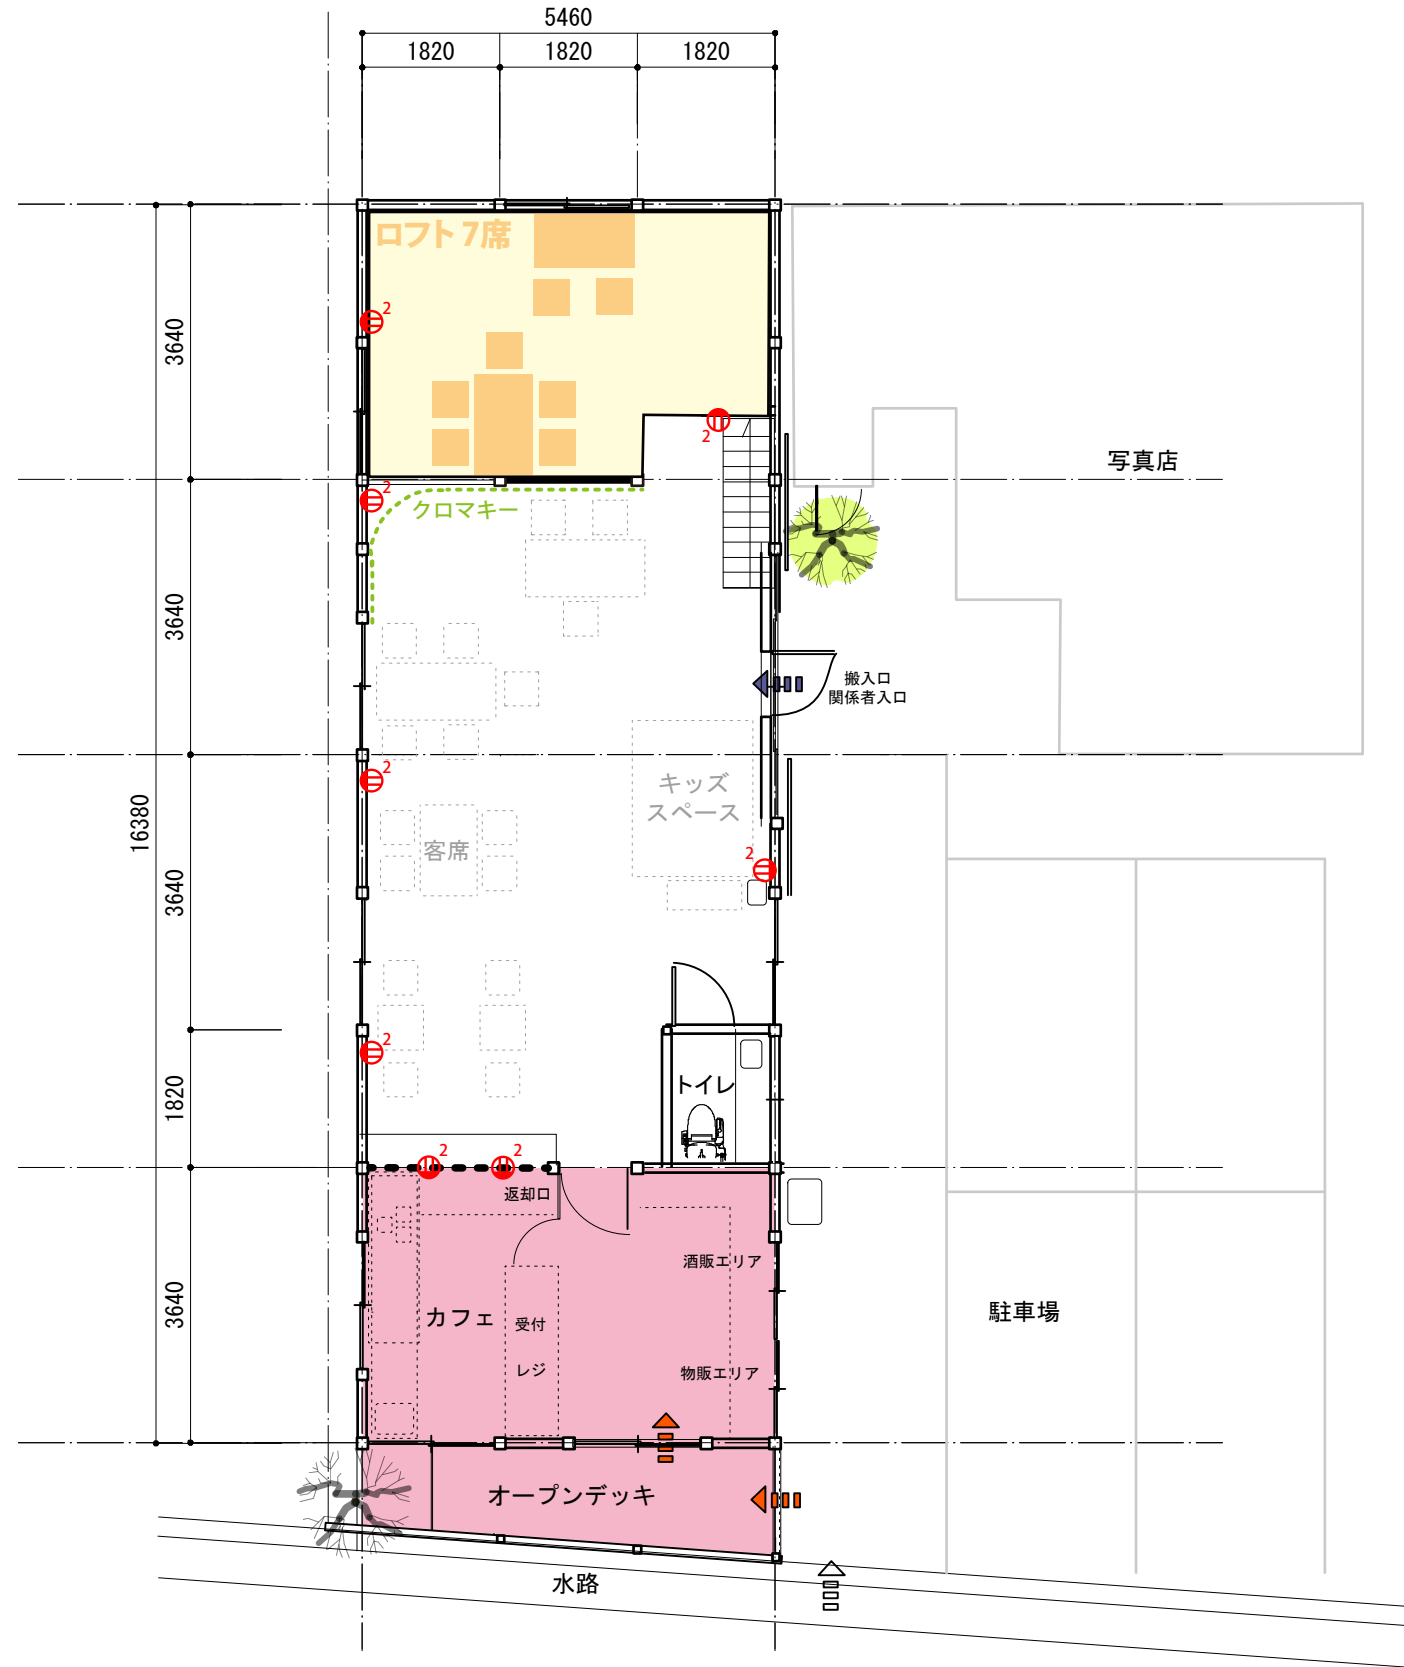 5460
1820 1820 1820
ロフト 7席
3640
2
2
写真店
2
クロマキー
3640
搬入口
関係者入口
キッズ
スペース
2
16380
客席
2
3640
2
トイレ
1820
2
2
返却口
酒販エリア
カフェ
受付
レジ
物販エリア
3640
駐車場
オープンデッキ
水路